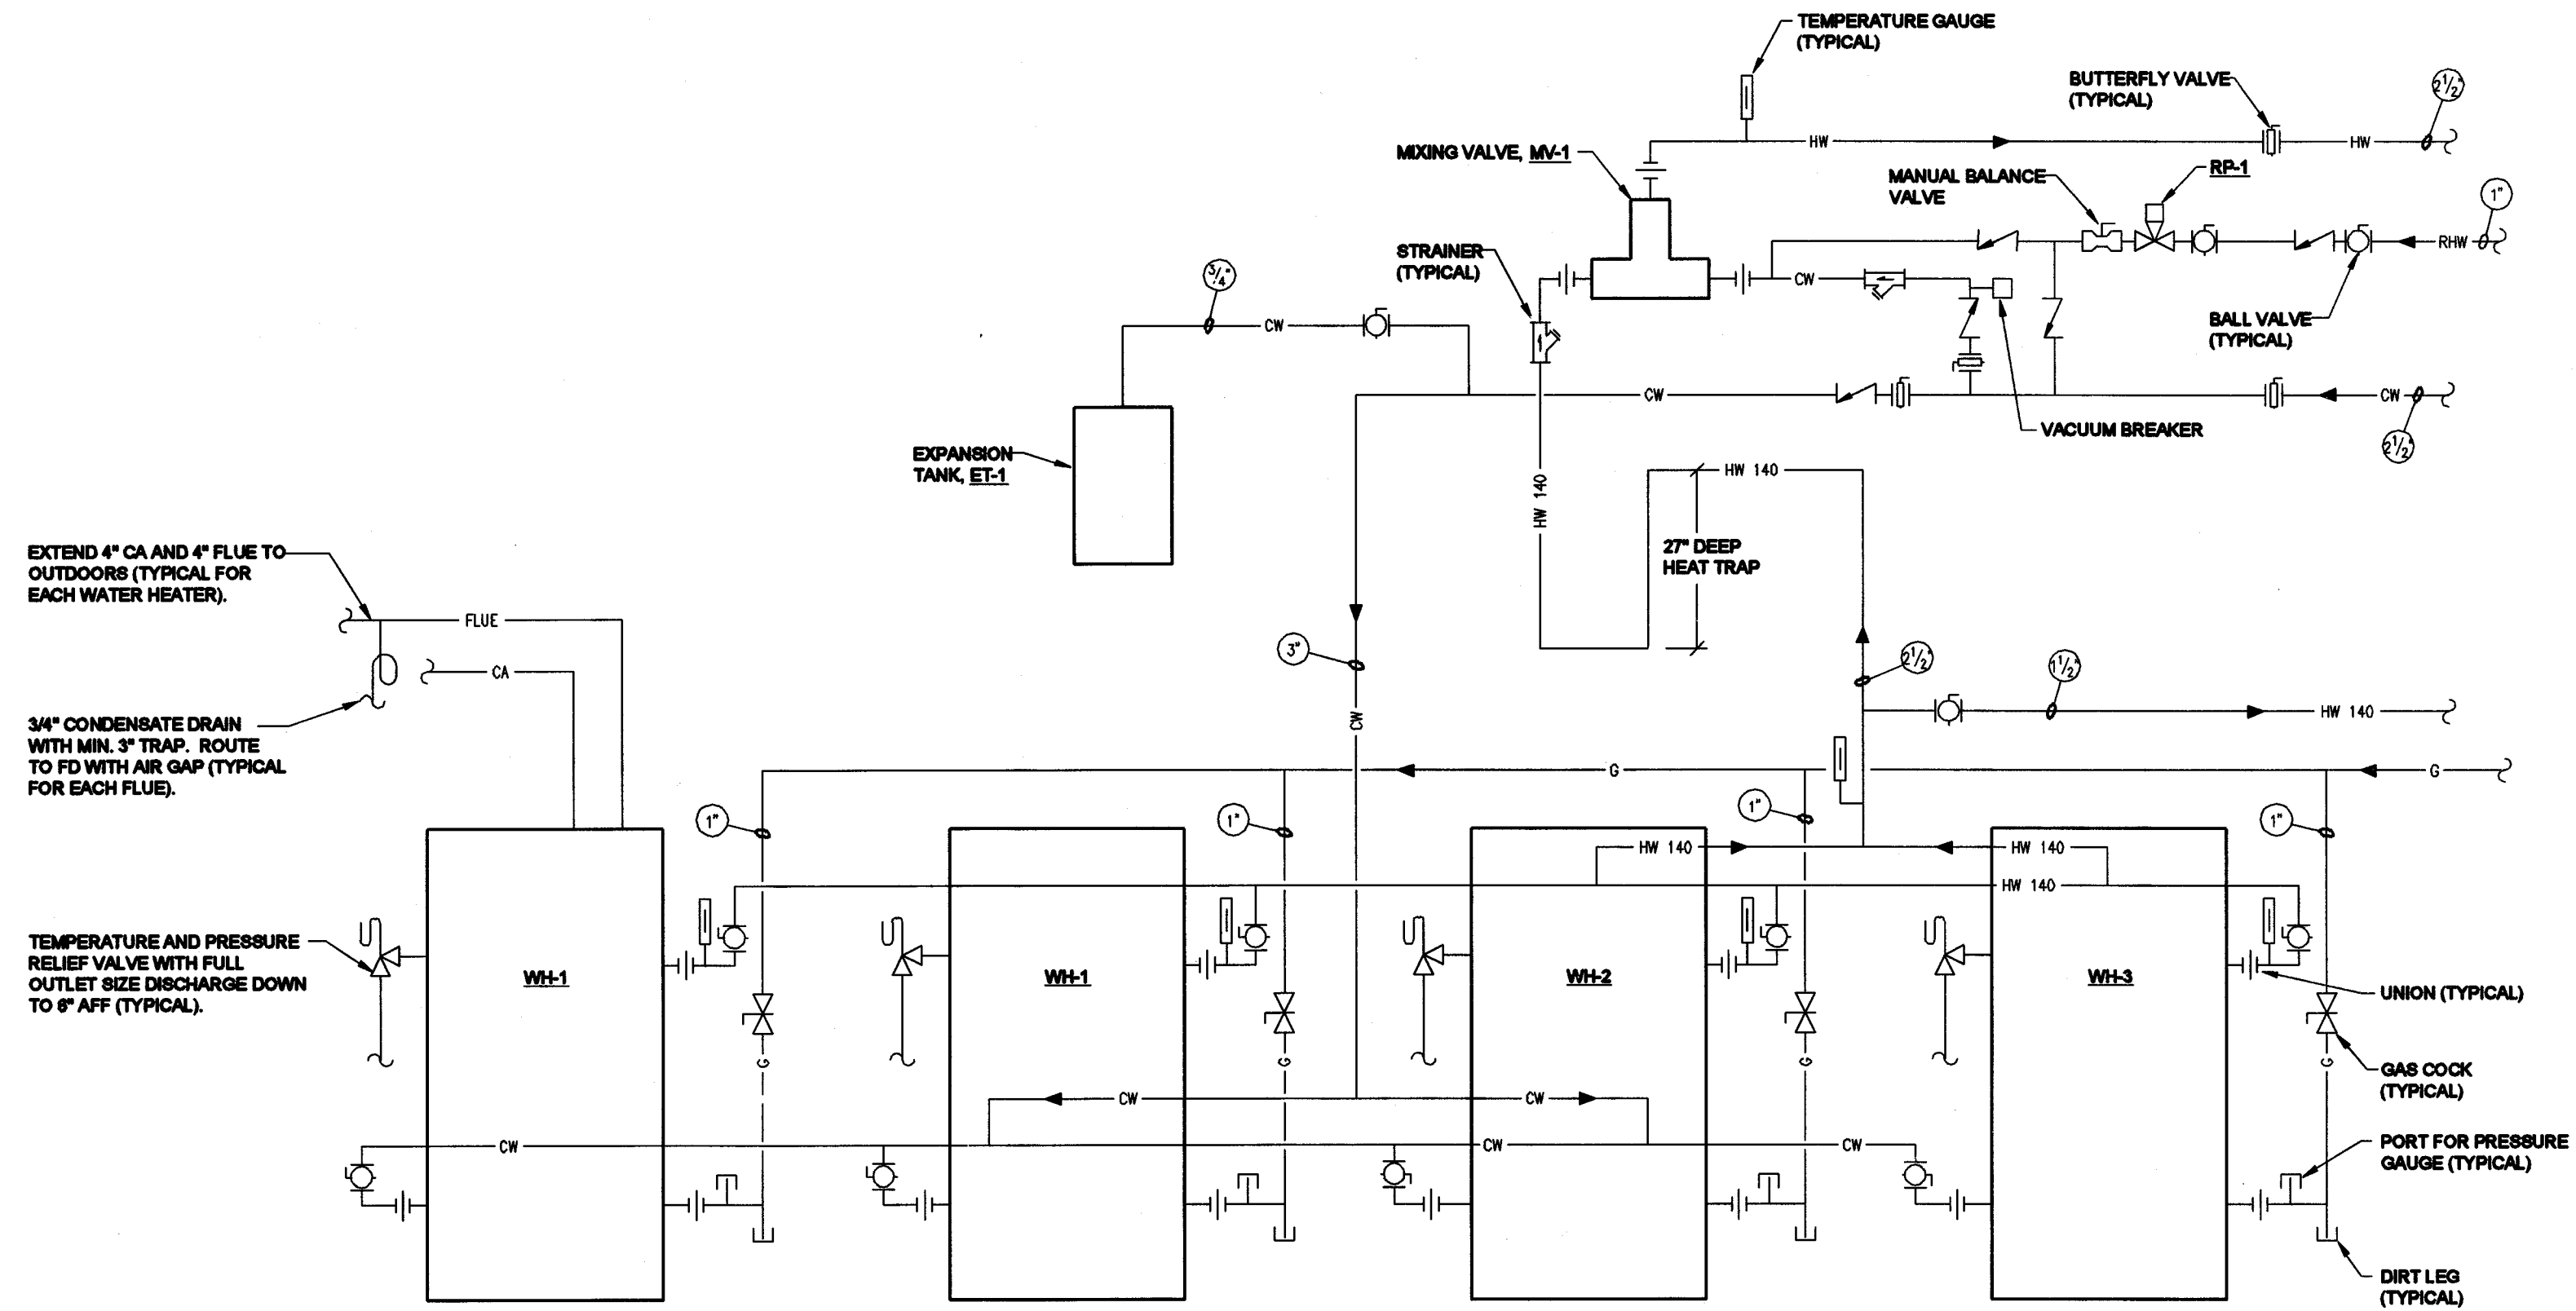 TEMPERATURE GAUGE
(TYPICAL)
BUTTERFLY VALVE
(TYPICAL)
2½"
HW
HW
MIXING VALVE, MV-1
MANUAL BALANCE
VALVE
RP-1
1"
STRAINER
(TYPICAL)
RHW
3/4"
CW
CW
BALL VALVE
(TYPICAL)
CW
CW
2½"
VACUUM BREAKER
EXPANSION
TANK, ET-1
HW 140
HW 140
27" DEEP
HEAT TRAP
EXTEND 4" CA AND 4" FLUE TO
OUTDOORS (TYPICAL FOR
EACH WATER HEATER).
FLUE
CA
3"
2½"
1½"
HW 140
CW
3/4" CONDENSATE DRAIN
WITH MIN. 3" TRAP. ROUTE
TO FD WITH AIR GAP (TYPICAL
FOR EACH FLUE).
G
G
1"
1"
1"
1"
HW 140
HW 140
HW 140
TEMPERATURE AND PRESSURE
RELIEF VALVE WITH FULL
OUTLET SIZE DISCHARGE DOWN
TO 6" AFF (TYPICAL).
WH-1
WH-1
WH-2
WH-3
UNION (TYPICAL)
G
G
G
G
GAS COCK
(TYPICAL)
CW
CW
CW
CW
CW
PORT FOR PRESSURE
GAUGE (TYPICAL)
DIRT LEG
(TYPICAL)